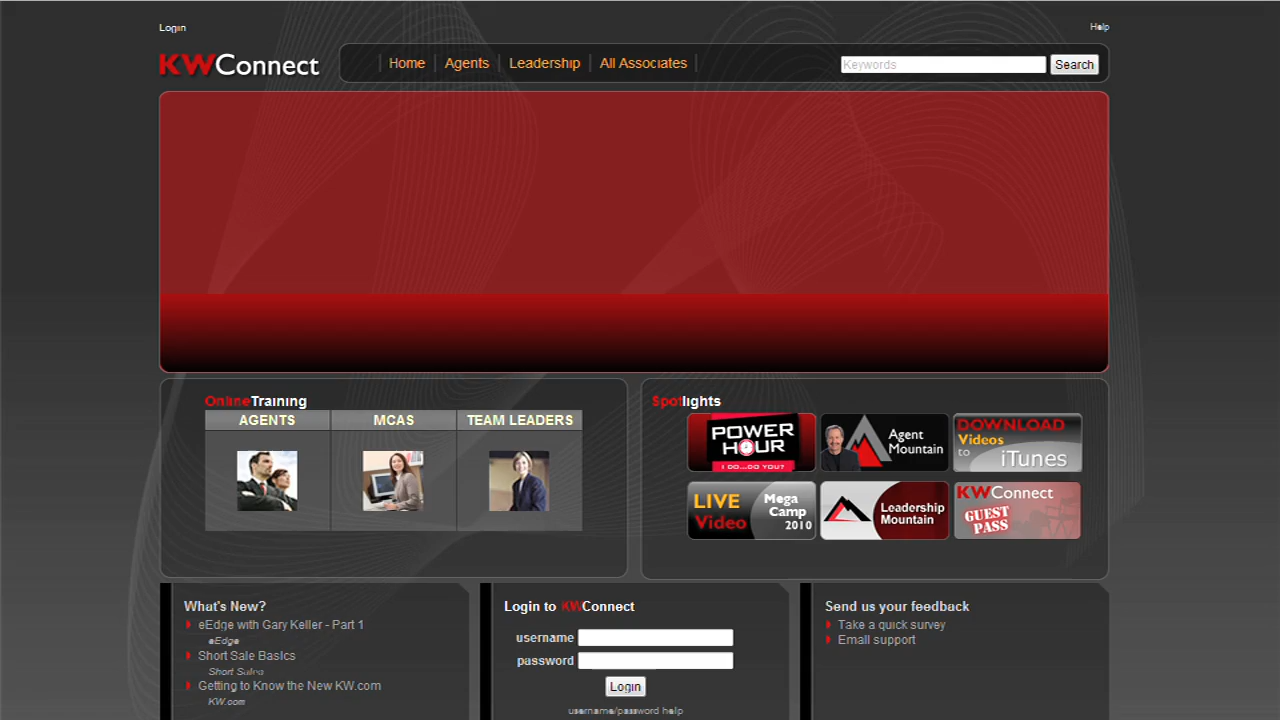 Login
Help
KWConnect
Home Agents Leadership All Associates
Keywords Search
OnlineTraining
AGENTS MCAS TEAM LEADERS
Spotlights
POWER HOUR
I DO...DO YOU?
Agent
Mountain
DOWNLOAD
Videos
to iTunes
LIVE
Video
Mega
Camp
2010
Leadership
Mountain
KWConnect
GUEST
PASS
What's New?
eEdge with Gary Keller - Part 1
eEdge
Short Sale Basics
Short Sales
Getting to Know the New KW.com
KW.com
Login to KWConnect
username
password
Login
username/password help
Send us your feedback
Take a quick survey
Email support